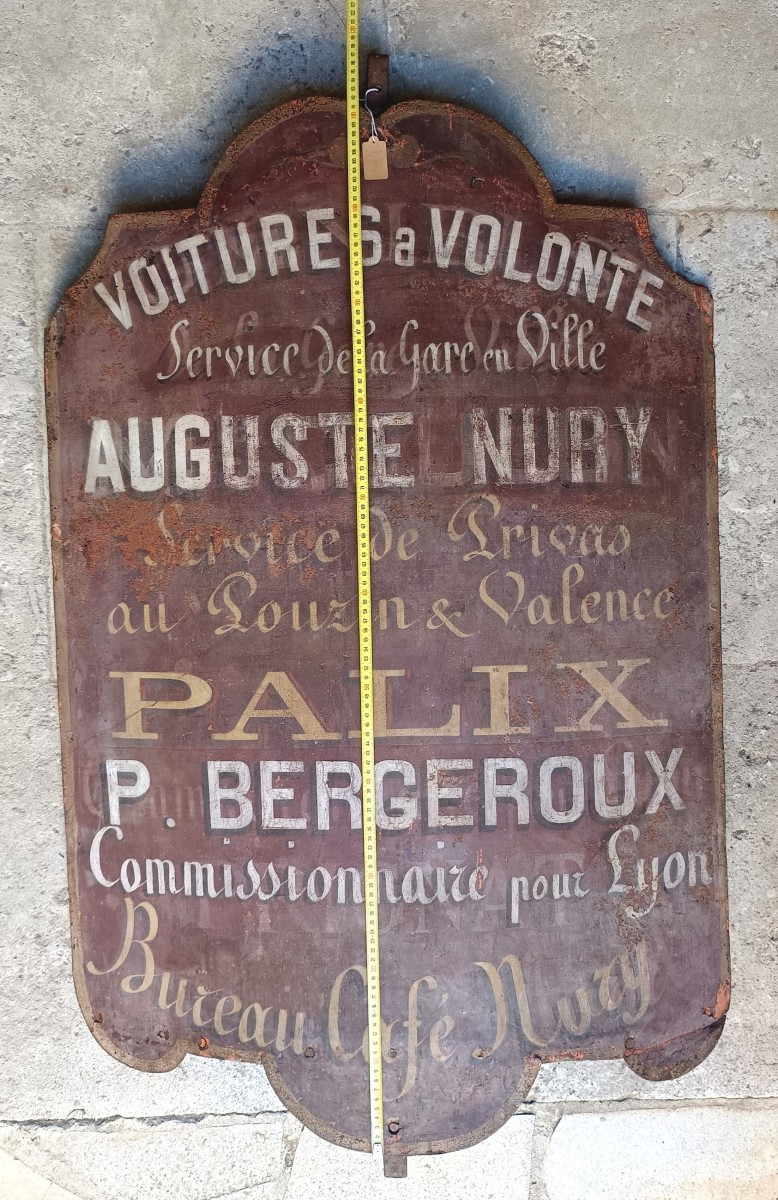 VOITURES a VOLONTE
Service de la Gare en Ville
AUGUSTE NURY
Service de Privas
au Pouzin & Valence
PALIX
P. BERGEROUX
Commissionnaire pour Lyon
Bureau Café Nury